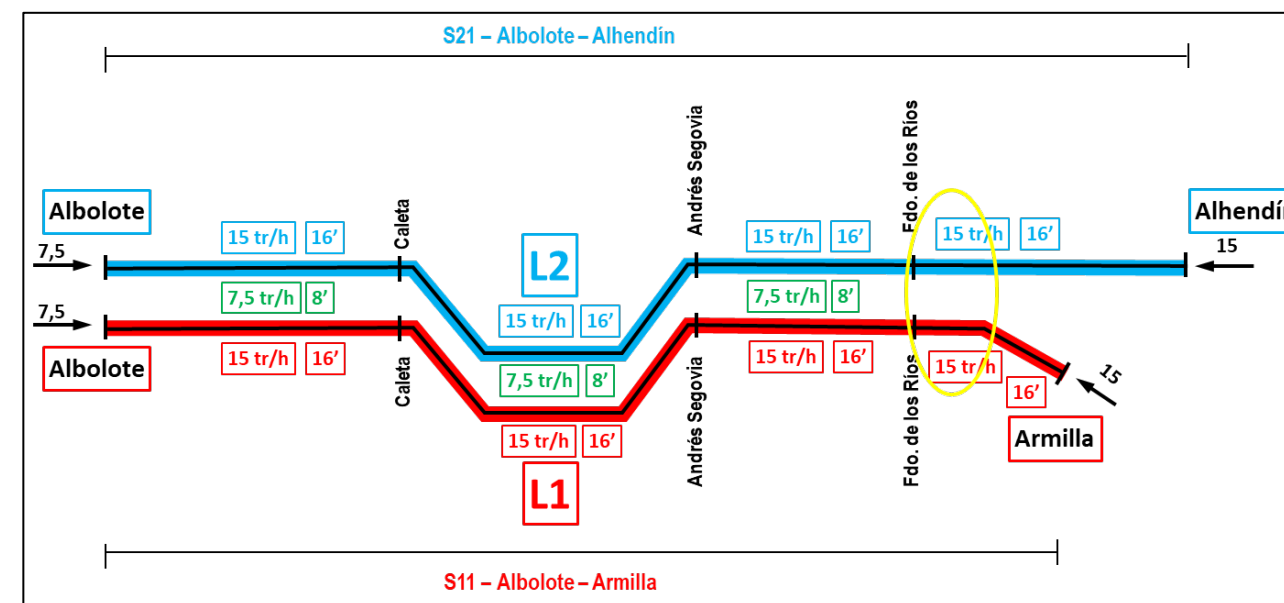 S21 – Albolote – Alhendín
Caleta
Andrés Segovia
Fdo. de los Ríos
Albolote
Alhendín
15 tr/h 16’
L2
15 tr/h 16’
15 tr/h 16’
7,5
15
7,5 tr/h 8’
15 tr/h 16’
7,5 tr/h 8’
7,5
Albolote
15 tr/h 16’
7,5 tr/h 8’
15 tr/h 16’
15 tr/h
16’
15
Caleta
Andrés Segovia
Fdo. de los Ríos
15 tr/h 16’
Armilla
L1
S11 – Albolote – Armilla